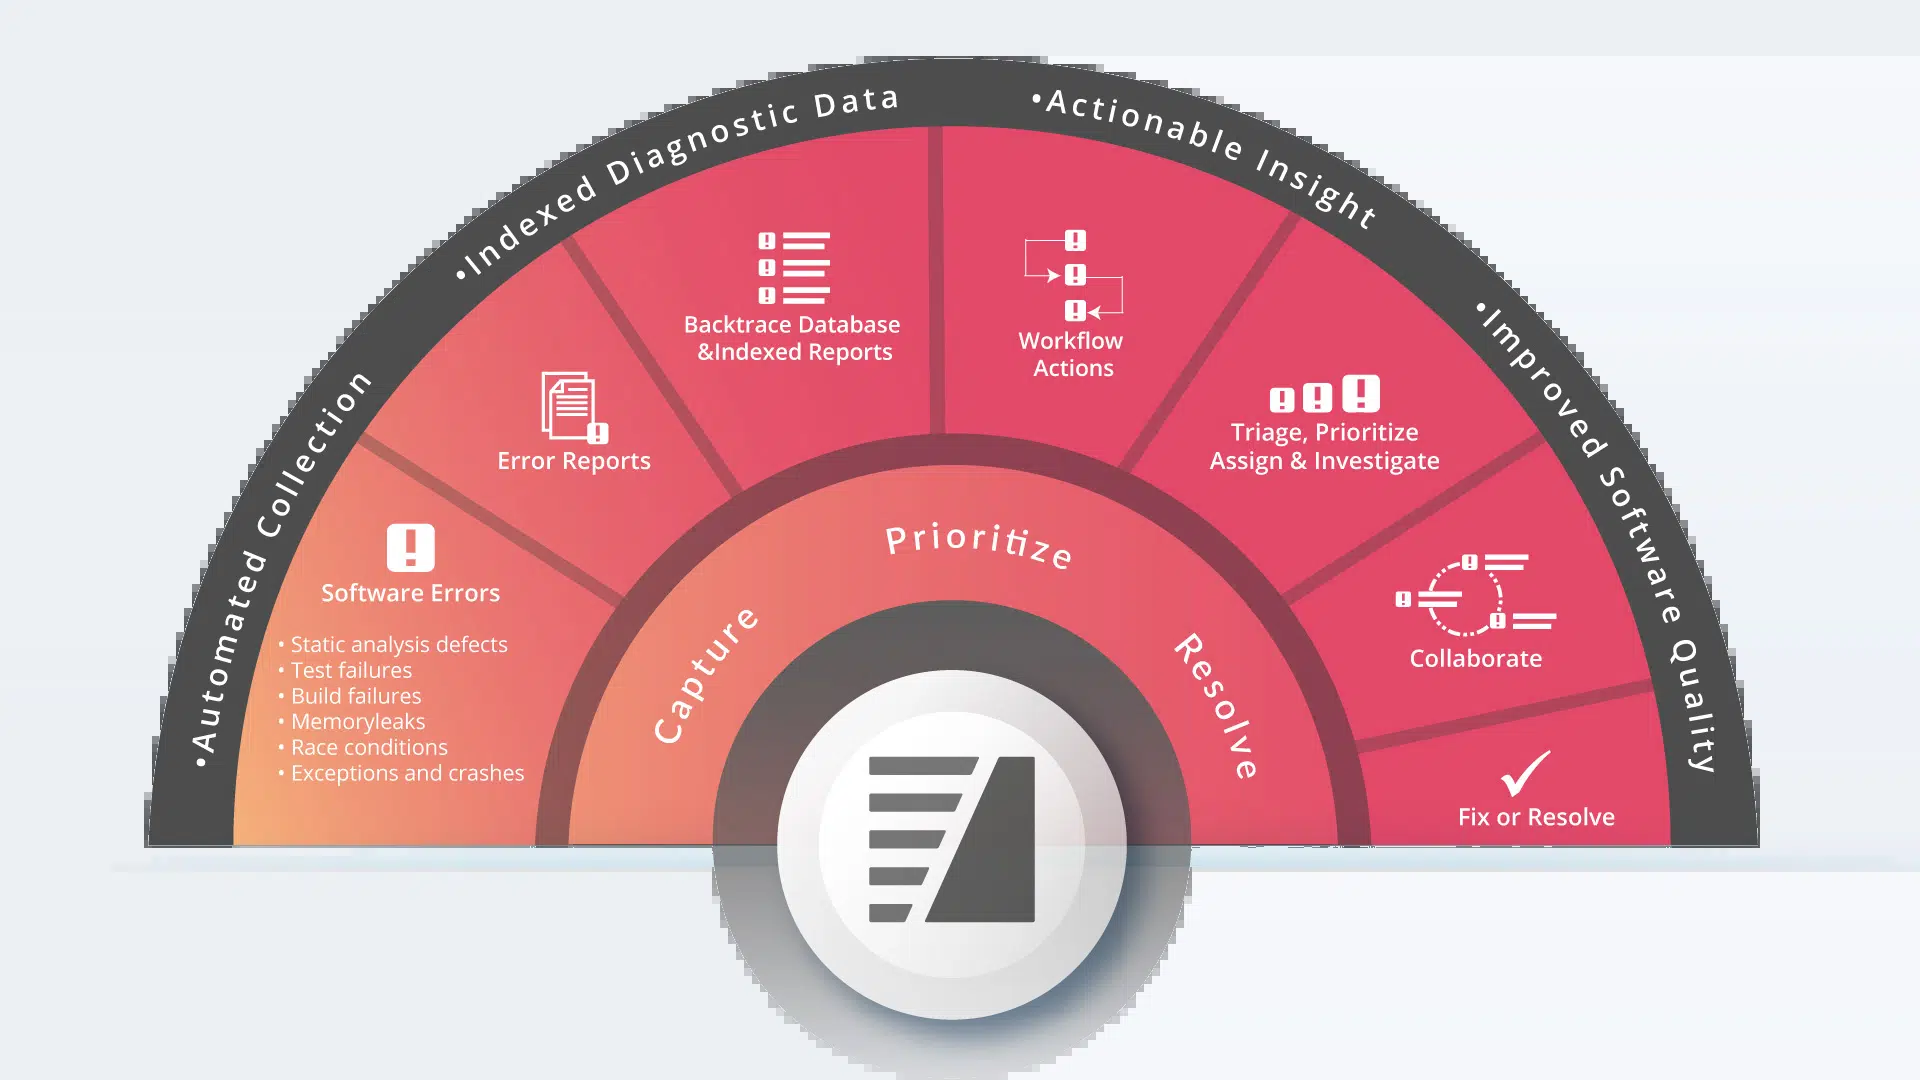 •Automated Collection
•Indexed Diagnostic Data
•Actionable Insight
•Improved Software Quality
Software Errors
• Static analysis defects
• Test failures
• Build failures
• Memoryleaks
• Race conditions
• Exceptions and crashes
Error Reports
Backtrace Database
&Indexed Reports
Workflow
Actions
Triage, Prioritize
Assign & Investigate
Collaborate
Fix or Resolve
Capture
Prioritize
Resolve